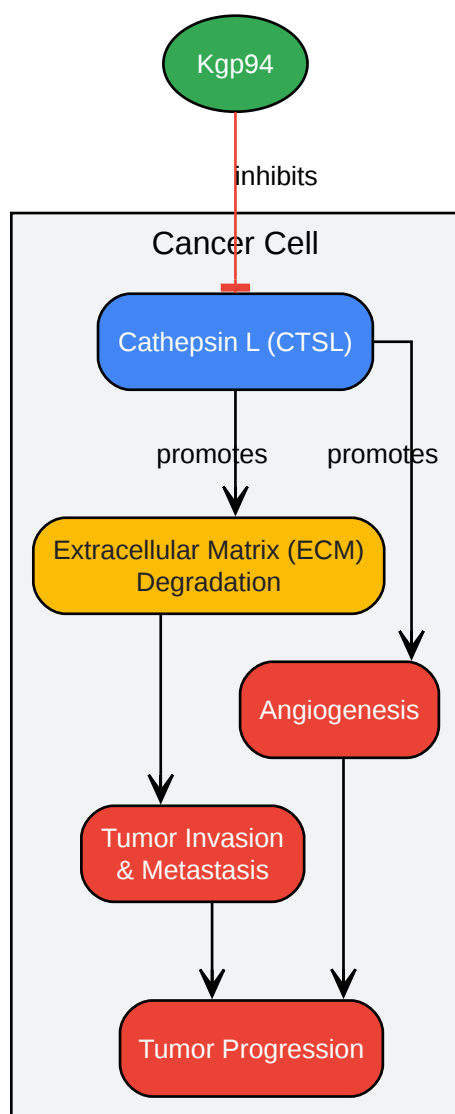 Kgp94
inhibits
Cancer Cell
Cathepsin L (CTSL)
promotes
promotes
Extracellular Matrix (ECM)
Degradation
Angiogenesis
Tumor Invasion
& Metastasis
Tumor Progression